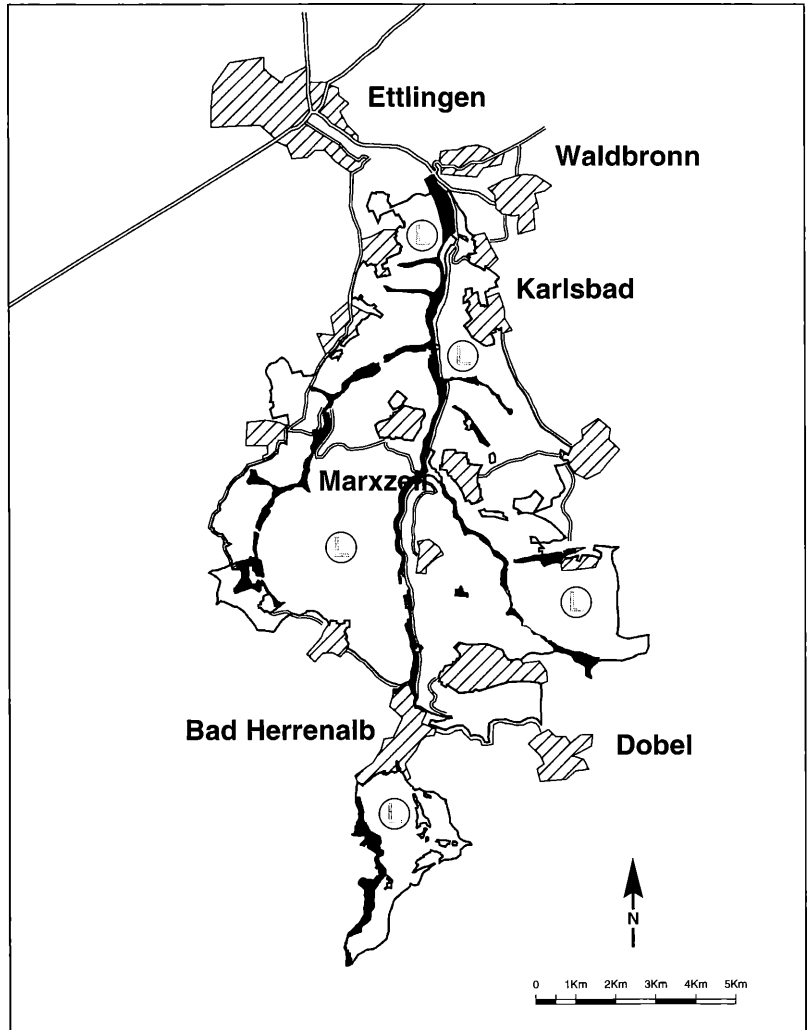 Ettlingen
Waldbronn
L
Karlsbad
L
Marxzell
L
L
Bad Herrenalb
Dobel
L
N
0 1Km 2Km 3Km 4Km 5Km